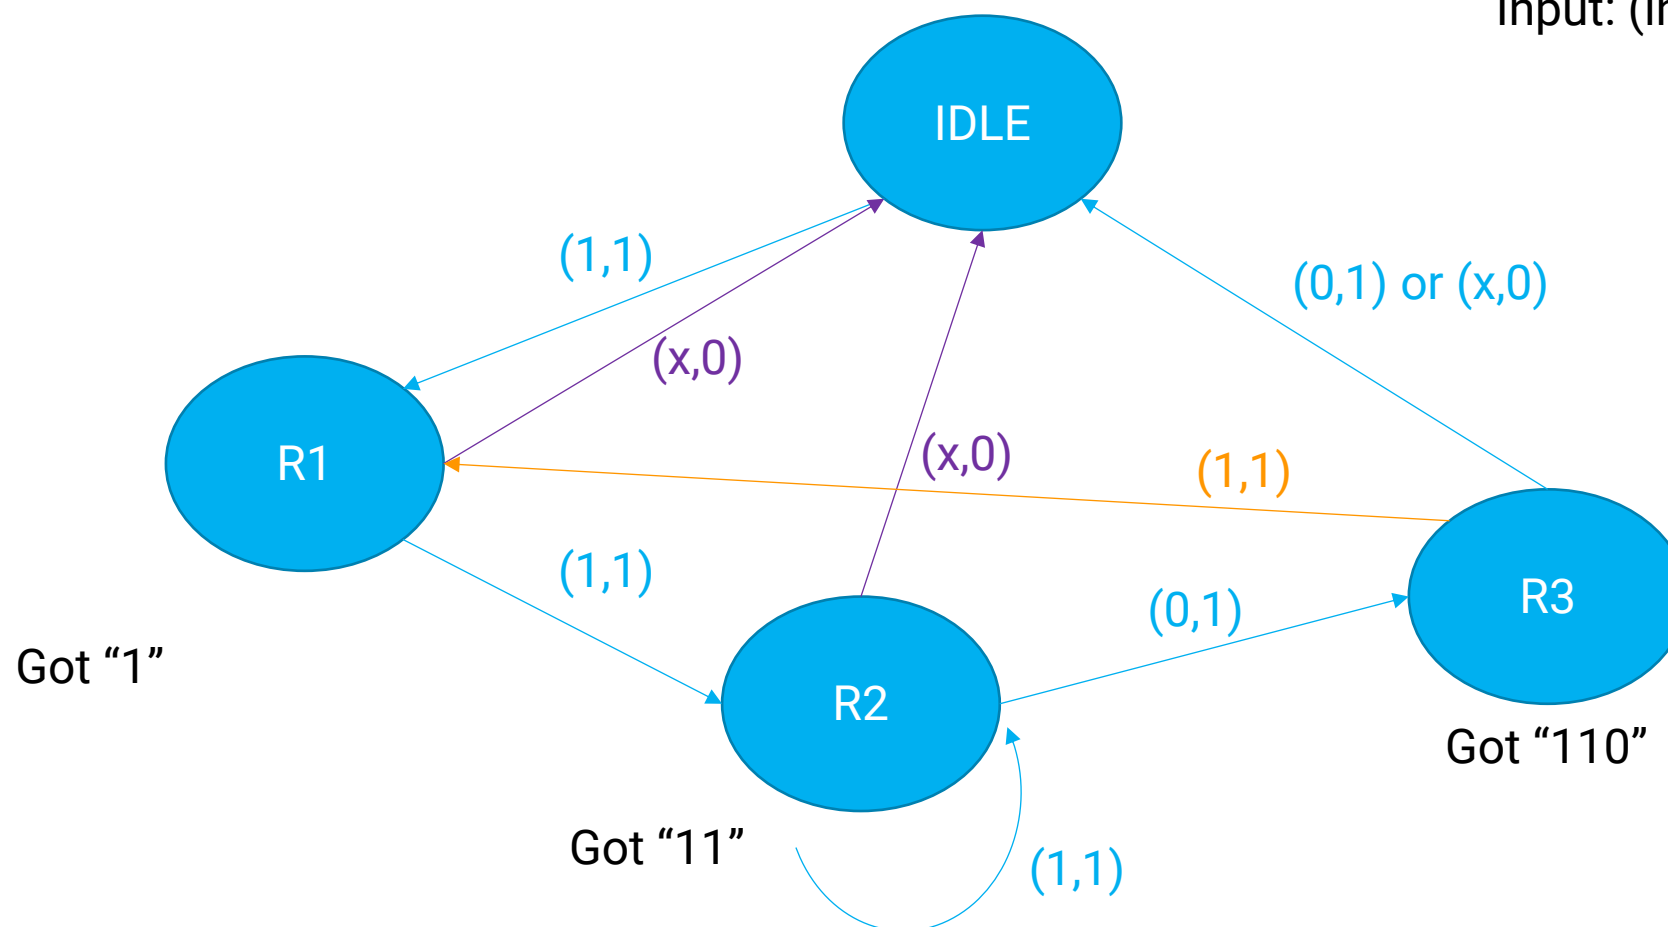 Input: (
IDLE
(1,1)
(0,1) or (x,0)
(x,0)
(x,0)
(1,1)
R1
(1,1)
(0,1)
R3
Got “1”
R2
Got “110”
Got “11”
(1,1)